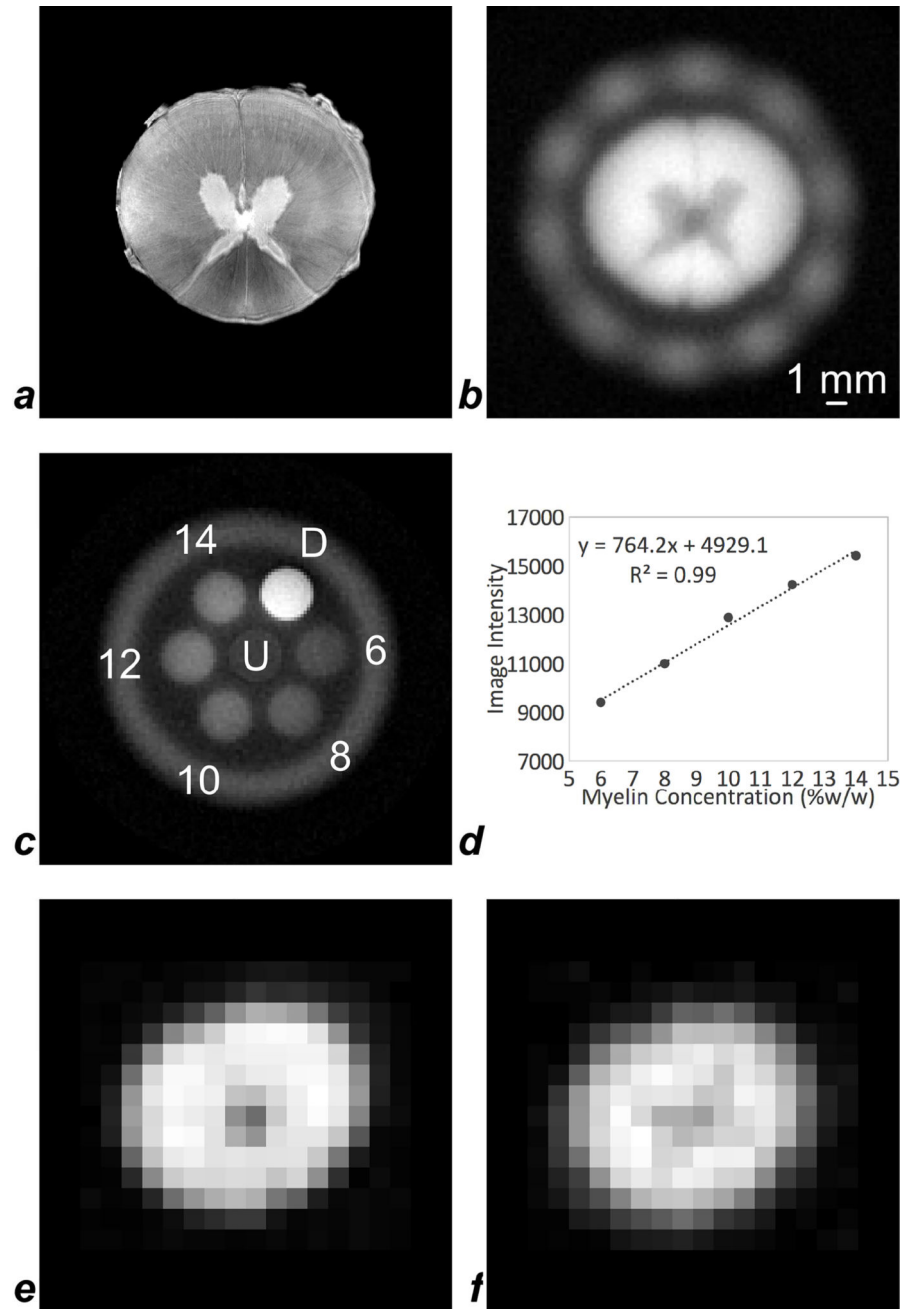 a
b
1 mm
c
14
D
12
U
6
10
8
d
17000
15000
13000
11000
9000
7000
y = 764.2x + 4929.1
R² = 0.99
Image Intensity
5 6 7 8 9 10 11 12 13 14 15
Myelin Concentration (%w/w)
e
f